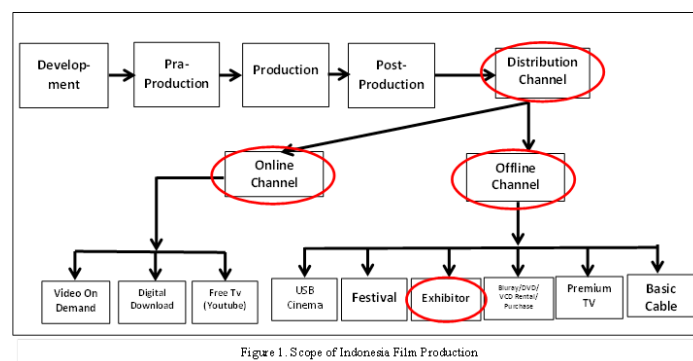 Develop-
ment
Pra-
Production
Production
Post-
Production
Distribution
Channel
Online
Channel
Offline
Channel
Video On
Demand
Digital
Download
Free Tv
(Youtube)
USB
Cinema
Festival
Exhibitor
Bluray/DVD/
VCD Rental/
Purchase
Premium
TV
Basic
Cable
Figure 1. Scope of Indonesia Film Production